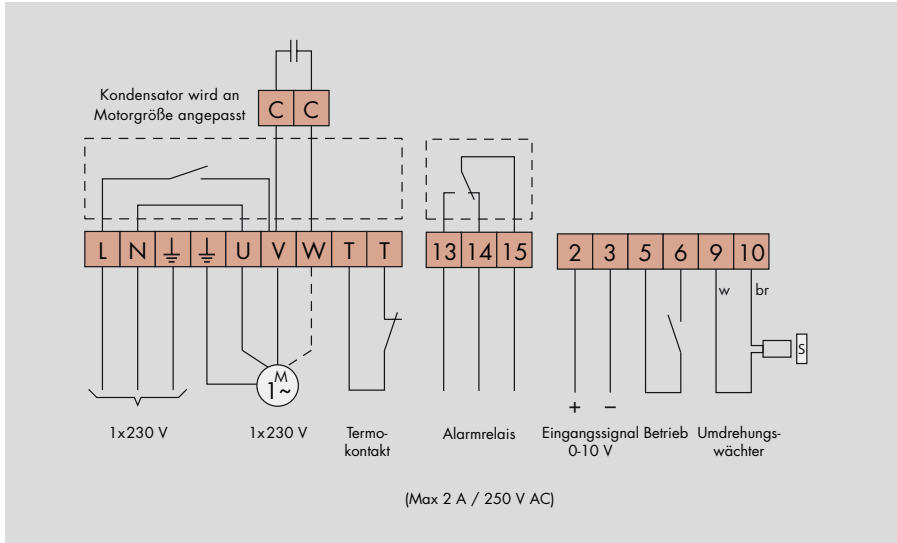 Kondensator wird an
Motorgröße angepasst
C C
L N U V W T T
13 14 15
2 3 5 6 9 10
w br
M
1~
S
+ −
1x230 V
1x230 V
Termo-
kontakt
Alarmrelais
Eingangssignal
0-10 V
Betrieb
Umdrehungs-
wächter
(Max 2 A / 250 V AC)